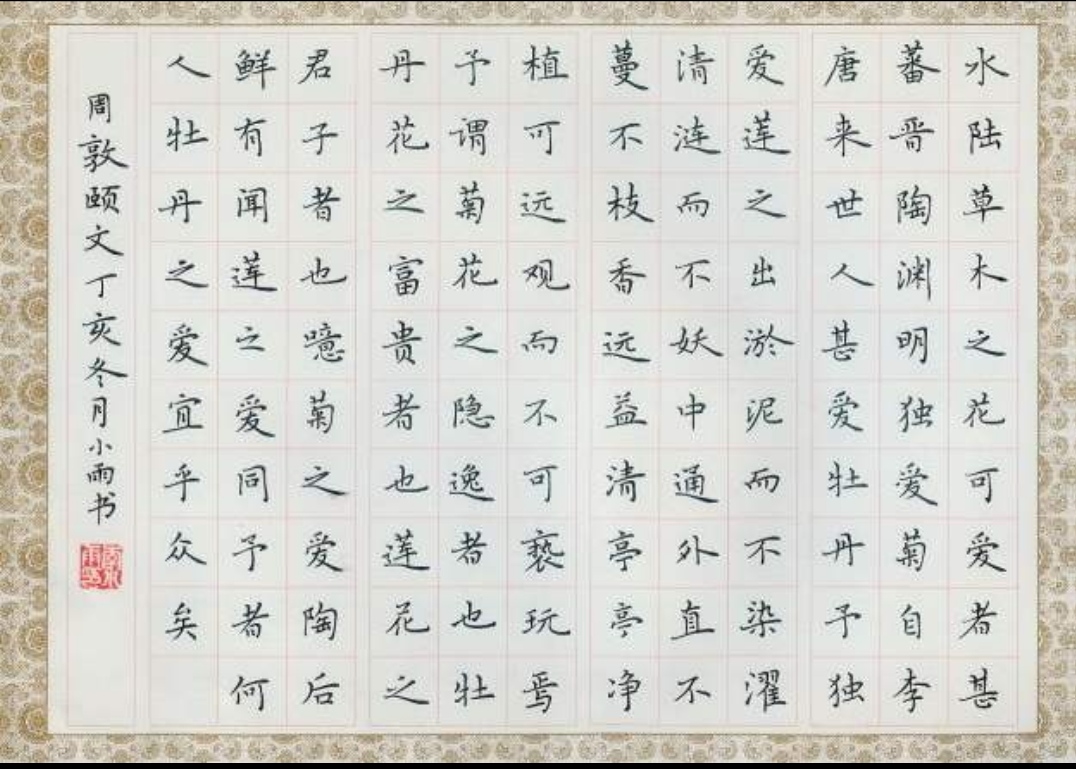 水陆草木之花可爱者甚
蕃晋陶渊明独爱菊自李
唐来世人甚爱牡丹予独
爱莲之出淤泥而不染濯
清涟而不妖中通外直不
蔓不枝香远益清亭亭净
植可远观而不可亵玩焉
予谓菊花之隐逸者也牡
丹花之富贵者也莲花之
君子者也噫菊之爱陶后
鲜有闻莲之爱同予者何
人牡丹之爱宜乎众矣
周敦颐文丁亥冬月小雨书